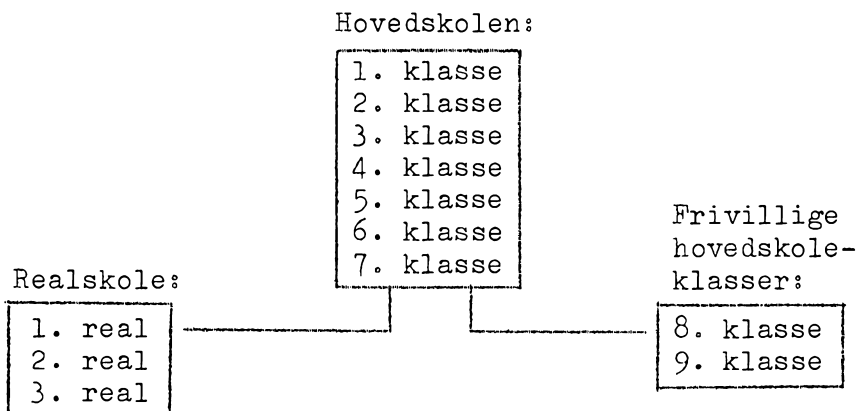 Hovedskolen:
1. klasse
2. klasse
3. klasse
4. klasse
5. klasse
6. klasse
7. klasse
Realskole:
1. real
2. real
3. real
Frivillige
hovedskole-
klasser:
8. klasse
9. klasse